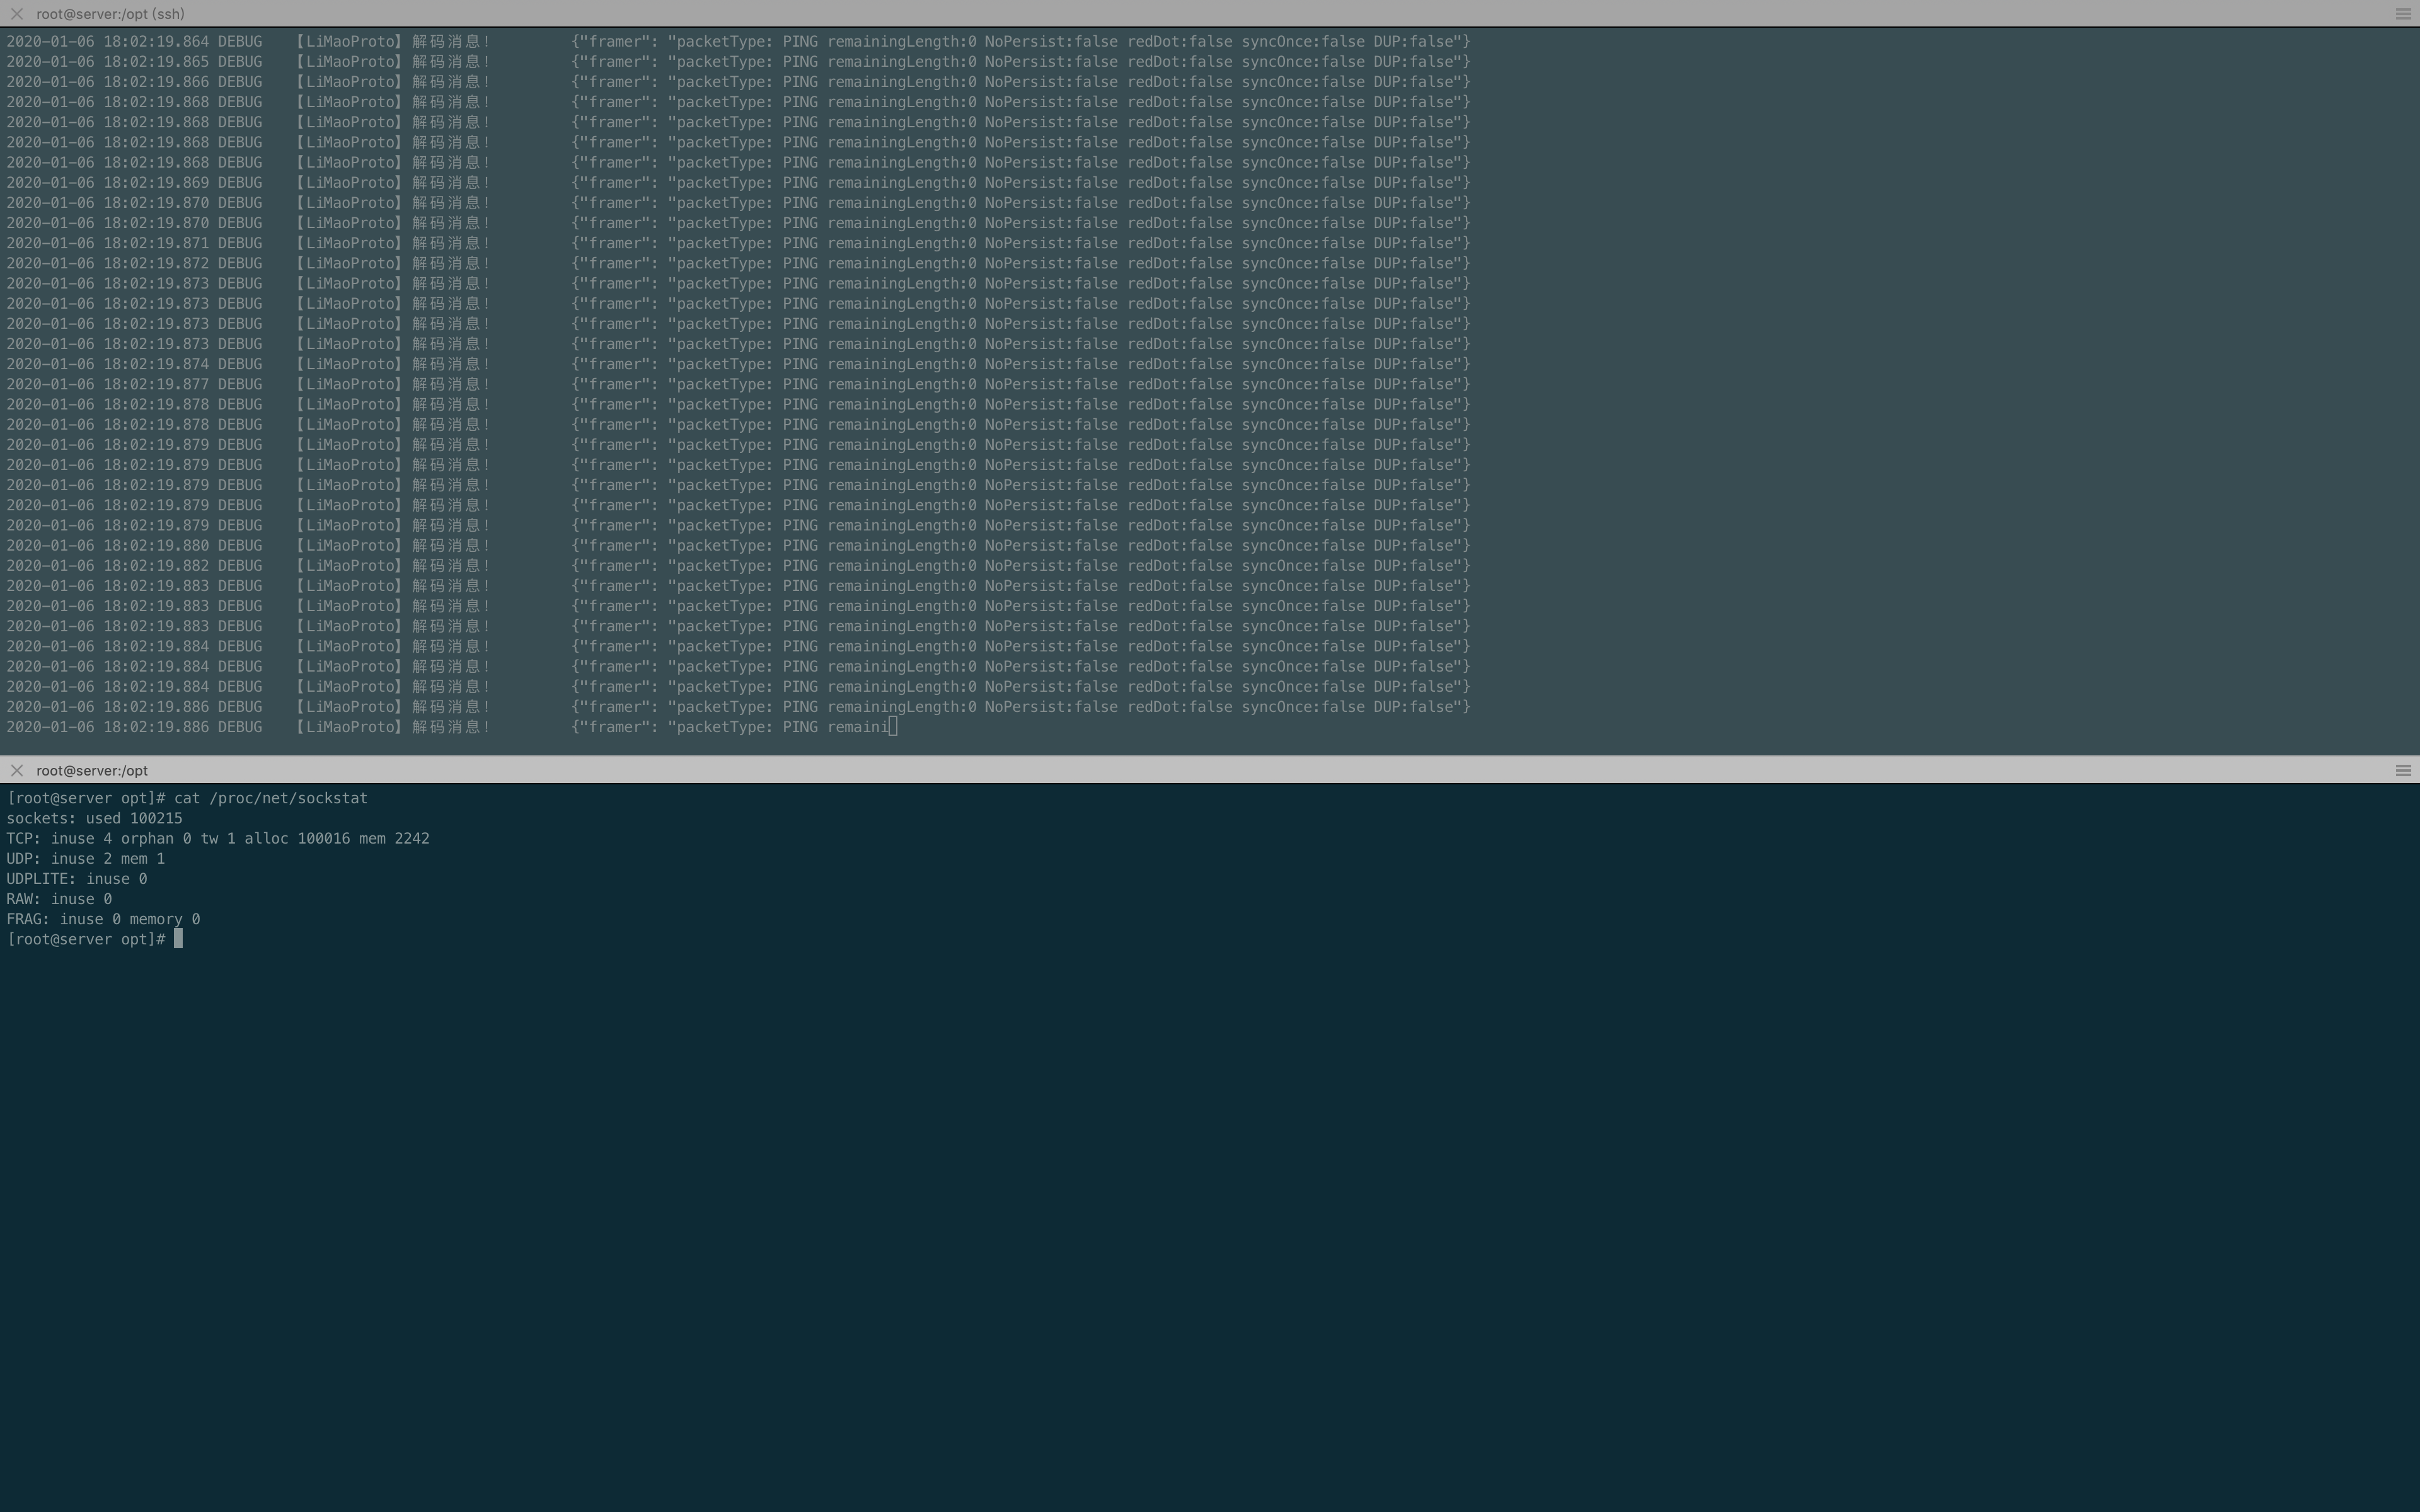 root@server:/opt (ssh)
2020-01-06 18:02:19.864 DEBUG 【LiMaoProto】解码消息! {"framer": "packetType: PING remainingLength:0 NoPersist:false redDot:false syncOnce:false DUP:false"}
2020-01-06 18:02:19.865 DEBUG 【LiMaoProto】解码消息! {"framer": "packetType: PING remainingLength:0 NoPersist:false redDot:false syncOnce:false DUP:false"}
2020-01-06 18:02:19.866 DEBUG 【LiMaoProto】解码消息! {"framer": "packetType: PING remainingLength:0 NoPersist:false redDot:false syncOnce:false DUP:false"}
2020-01-06 18:02:19.868 DEBUG 【LiMaoProto】解码消息! {"framer": "packetType: PING remainingLength:0 NoPersist:false redDot:false syncOnce:false DUP:false"}
2020-01-06 18:02:19.868 DEBUG 【LiMaoProto】解码消息! {"framer": "packetType: PING remainingLength:0 NoPersist:false redDot:false syncOnce:false DUP:false"}
2020-01-06 18:02:19.868 DEBUG 【LiMaoProto】解码消息! {"framer": "packetType: PING remainingLength:0 NoPersist:false redDot:false syncOnce:false DUP:false"}
2020-01-06 18:02:19.868 DEBUG 【LiMaoProto】解码消息! {"framer": "packetType: PING remainingLength:0 NoPersist:false redDot:false syncOnce:false DUP:false"}
2020-01-06 18:02:19.869 DEBUG 【LiMaoProto】解码消息! {"framer": "packetType: PING remainingLength:0 NoPersist:false redDot:false syncOnce:false DUP:false"}
2020-01-06 18:02:19.870 DEBUG 【LiMaoProto】解码消息! {"framer": "packetType: PING remainingLength:0 NoPersist:false redDot:false syncOnce:false DUP:false"}
2020-01-06 18:02:19.870 DEBUG 【LiMaoProto】解码消息! {"framer": "packetType: PING remainingLength:0 NoPersist:false redDot:false syncOnce:false DUP:false"}
2020-01-06 18:02:19.871 DEBUG 【LiMaoProto】解码消息! {"framer": "packetType: PING remainingLength:0 NoPersist:false redDot:false syncOnce:false DUP:false"}
2020-01-06 18:02:19.872 DEBUG 【LiMaoProto】解码消息! {"framer": "packetType: PING remainingLength:0 NoPersist:false redDot:false syncOnce:false DUP:false"}
2020-01-06 18:02:19.873 DEBUG 【LiMaoProto】解码消息! {"framer": "packetType: PING remainingLength:0 NoPersist:false redDot:false syncOnce:false DUP:false"}
2020-01-06 18:02:19.873 DEBUG 【LiMaoProto】解码消息! {"framer": "packetType: PING remainingLength:0 NoPersist:false redDot:false syncOnce:false DUP:false"}
2020-01-06 18:02:19.873 DEBUG 【LiMaoProto】解码消息! {"framer": "packetType: PING remainingLength:0 NoPersist:false redDot:false syncOnce:false DUP:false"}
2020-01-06 18:02:19.873 DEBUG 【LiMaoProto】解码消息! {"framer": "packetType: PING remainingLength:0 NoPersist:false redDot:false syncOnce:false DUP:false"}
2020-01-06 18:02:19.874 DEBUG 【LiMaoProto】解码消息! {"framer": "packetType: PING remainingLength:0 NoPersist:false redDot:false syncOnce:false DUP:false"}
2020-01-06 18:02:19.877 DEBUG 【LiMaoProto】解码消息! {"framer": "packetType: PING remainingLength:0 NoPersist:false redDot:false syncOnce:false DUP:false"}
2020-01-06 18:02:19.878 DEBUG 【LiMaoProto】解码消息! {"framer": "packetType: PING remainingLength:0 NoPersist:false redDot:false syncOnce:false DUP:false"}
2020-01-06 18:02:19.878 DEBUG 【LiMaoProto】解码消息! {"framer": "packetType: PING remainingLength:0 NoPersist:false redDot:false syncOnce:false DUP:false"}
2020-01-06 18:02:19.879 DEBUG 【LiMaoProto】解码消息! {"framer": "packetType: PING remainingLength:0 NoPersist:false redDot:false syncOnce:false DUP:false"}
2020-01-06 18:02:19.879 DEBUG 【LiMaoProto】解码消息! {"framer": "packetType: PING remainingLength:0 NoPersist:false redDot:false syncOnce:false DUP:false"}
2020-01-06 18:02:19.879 DEBUG 【LiMaoProto】解码消息! {"framer": "packetType: PING remainingLength:0 NoPersist:false redDot:false syncOnce:false DUP:false"}
2020-01-06 18:02:19.879 DEBUG 【LiMaoProto】解码消息! {"framer": "packetType: PING remainingLength:0 NoPersist:false redDot:false syncOnce:false DUP:false"}
2020-01-06 18:02:19.879 DEBUG 【LiMaoProto】解码消息! {"framer": "packetType: PING remainingLength:0 NoPersist:false redDot:false syncOnce:false DUP:false"}
2020-01-06 18:02:19.880 DEBUG 【LiMaoProto】解码消息! {"framer": "packetType: PING remainingLength:0 NoPersist:false redDot:false syncOnce:false DUP:false"}
2020-01-06 18:02:19.882 DEBUG 【LiMaoProto】解码消息! {"framer": "packetType: PING remainingLength:0 NoPersist:false redDot:false syncOnce:false DUP:false"}
2020-01-06 18:02:19.883 DEBUG 【LiMaoProto】解码消息! {"framer": "packetType: PING remainingLength:0 NoPersist:false redDot:false syncOnce:false DUP:false"}
2020-01-06 18:02:19.883 DEBUG 【LiMaoProto】解码消息! {"framer": "packetType: PING remainingLength:0 NoPersist:false redDot:false syncOnce:false DUP:false"}
2020-01-06 18:02:19.883 DEBUG 【LiMaoProto】解码消息! {"framer": "packetType: PING remainingLength:0 NoPersist:false redDot:false syncOnce:false DUP:false"}
2020-01-06 18:02:19.884 DEBUG 【LiMaoProto】解码消息! {"framer": "packetType: PING remainingLength:0 NoPersist:false redDot:false syncOnce:false DUP:false"}
2020-01-06 18:02:19.884 DEBUG 【LiMaoProto】解码消息! {"framer": "packetType: PING remainingLength:0 NoPersist:false redDot:false syncOnce:false DUP:false"}
2020-01-06 18:02:19.884 DEBUG 【LiMaoProto】解码消息! {"framer": "packetType: PING remainingLength:0 NoPersist:false redDot:false syncOnce:false DUP:false"}
2020-01-06 18:02:19.886 DEBUG 【LiMaoProto】解码消息! {"framer": "packetType: PING remainingLength:0 NoPersist:false redDot:false syncOnce:false DUP:false"}
2020-01-06 18:02:19.886 DEBUG 【LiMaoProto】解码消息! {"framer": "packetType: PING remaini
root@server:/opt
[root@server opt]# cat /proc/net/sockstat
sockets: used 100215
TCP: inuse 4 orphan 0 tw 1 alloc 100016 mem 2242
UDP: inuse 2 mem 1
UDPLITE: inuse 0
RAW: inuse 0
FRAG: inuse 0 memory 0
[root@server opt]#